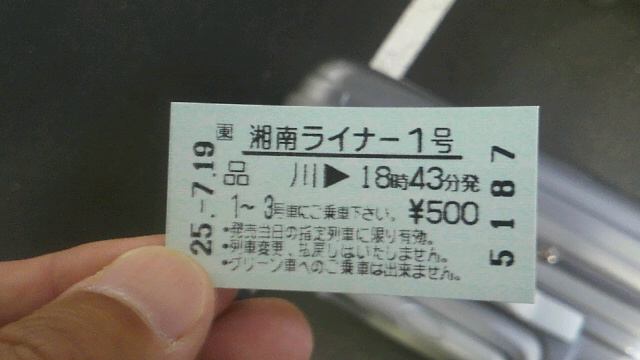 東 湘南ライナー1号
品 川▶18時43分発
1～3号車にご乗車下さい。 ¥500
・発売当日の指定列車に限り有効。
・列車変更、払戻しはいたしません。
・グリーン車へのご乗車は出来ません。
25.-7.19
5187